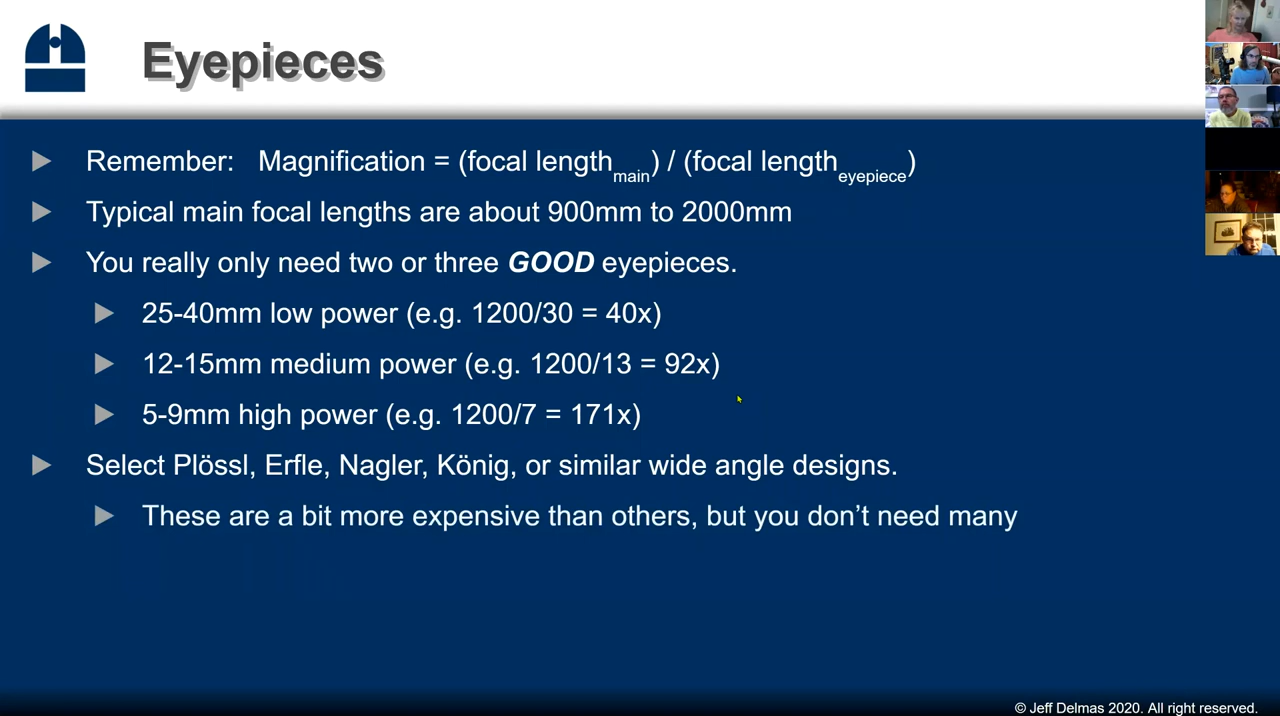 Eyepieces
Remember: Magnification = (focal lengthmain) / (focal lengtheyepiece)
Typical main focal lengths are about 900mm to 2000mm
You really only need two or three GOOD eyepieces.
25-40mm low power (e.g. 1200/30 = 40x)
12-15mm medium power (e.g. 1200/13 = 92x)
5-9mm high power (e.g. 1200/7 = 171x)
Select Plössl, Erfle, Nagler, König, or similar wide angle designs.
These are a bit more expensive than others, but you don’t need many
© Jeff Delmas 2020. All right reserved.